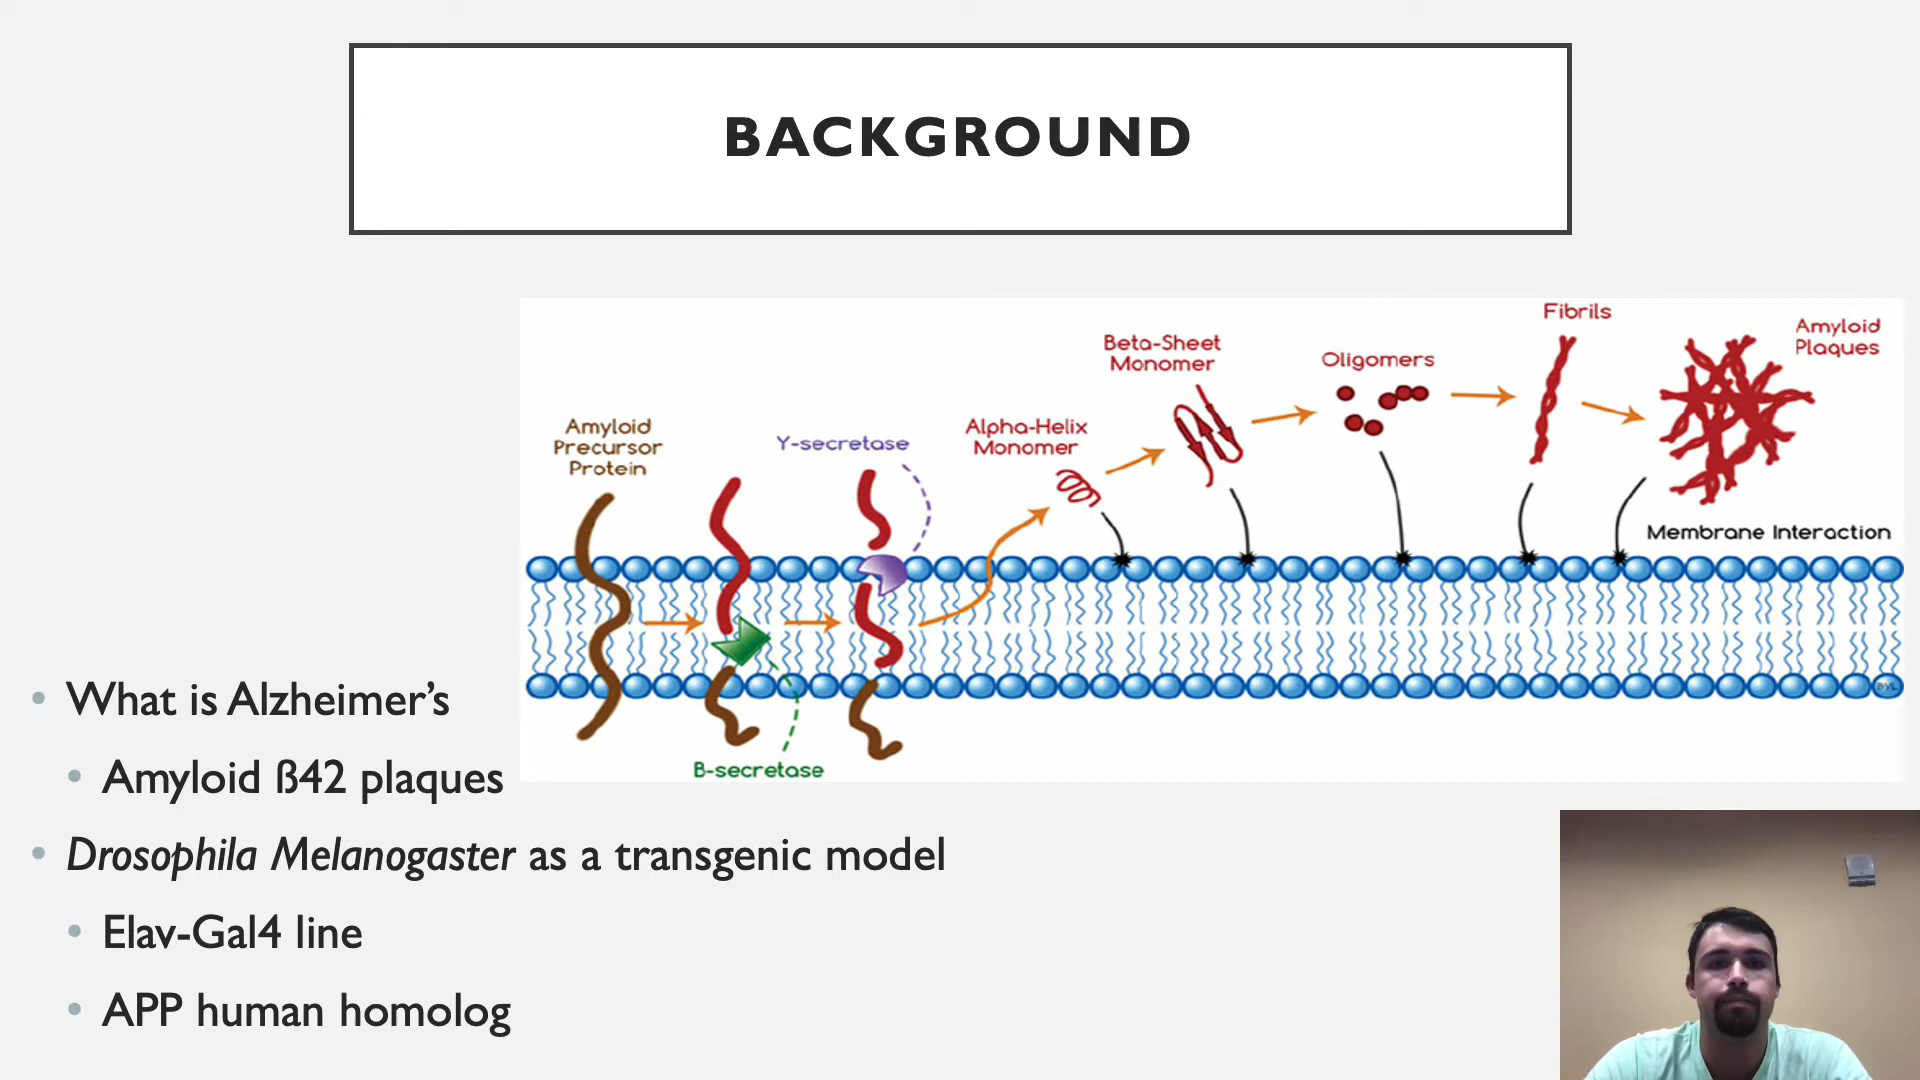 BACKGROUND
Fibrils
Amyloid
Plaques
Beta-Sheet
Monomer
Oligomers
Amyloid
Precursor
Protein
Y-secretase
Alpha-Helix
Monomer
Membrane Interaction
B-secretase
BYL
• What is Alzheimer’s
• Amyloid ß42 plaques
• Drosophila Melanogaster as a transgenic model
• Elav-Gal4 line
• APP human homolog